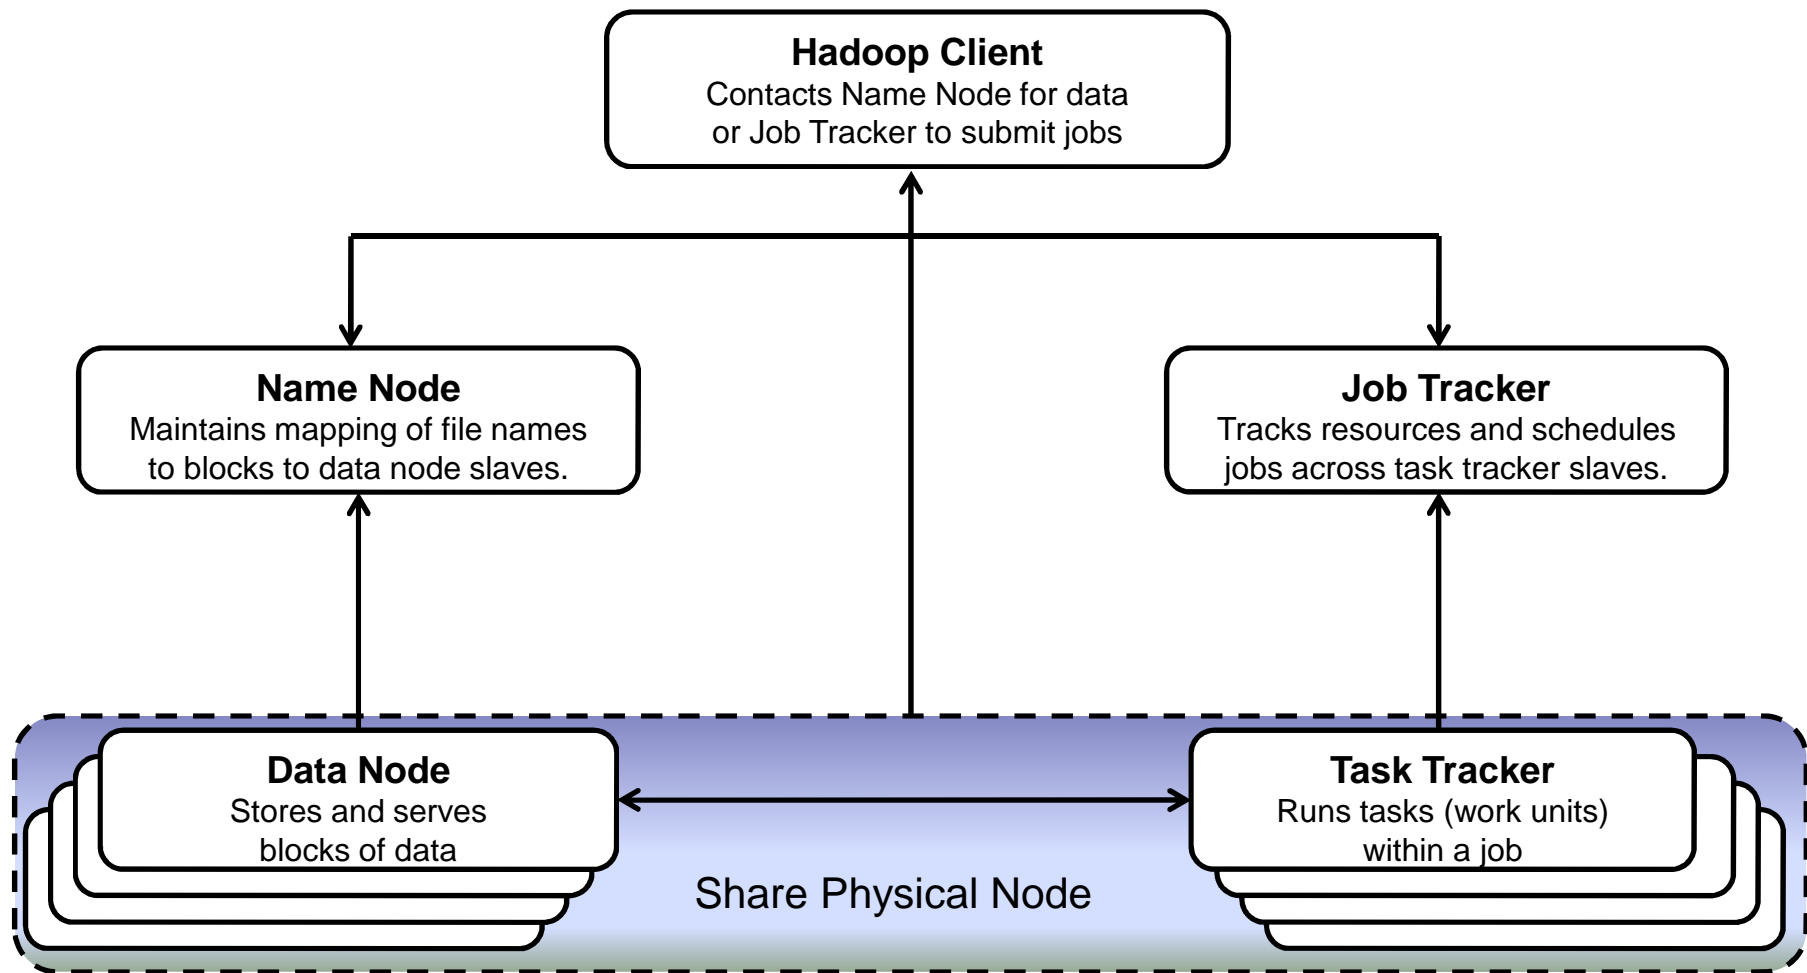 Hadoop Client
Contacts Name Node for data
or Job Tracker to submit jobs
Name Node
Maintains mapping of file names
to blocks to data node slaves.
Job Tracker
Tracks resources and schedules
jobs across task tracker slaves.
Data Node
Stores and serves
blocks of data
Task Tracker
Runs tasks (work units)
within a job
Share Physical Node